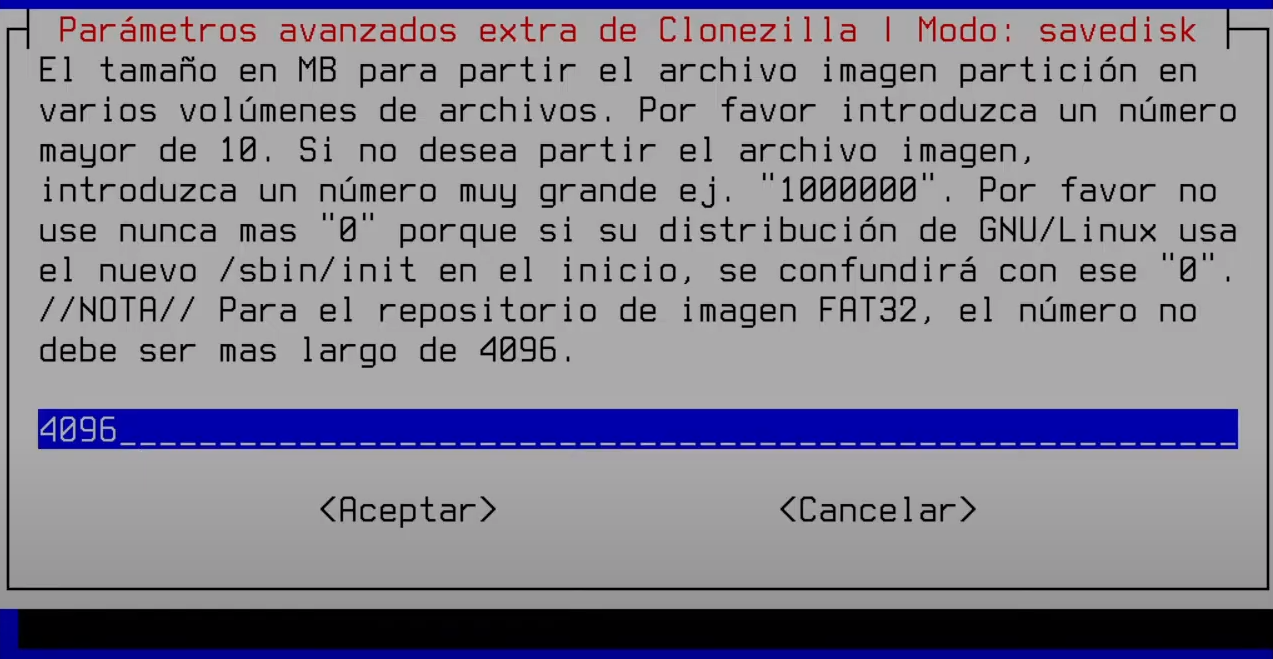 Parámetros avanzados extra de Clonezilla | Modo: savedisk
El tamaño en MB para partir el archivo imagen partición en
varios volúmenes de archivos. Por favor introduzca un número
mayor de 10. Si no desea partir el archivo imagen,
introduzca un número muy grande ej. "1000000". Por favor no
use nunca mas "0" porque si su distribución de GNU/Linux usa
el nuevo /sbin/init en el inicio, se confundirá con ese "0".
//NOTA// Para el repositorio de imagen FAT32, el número no
debe ser mas largo de 4096.
4096
<Aceptar> <Cancelar>